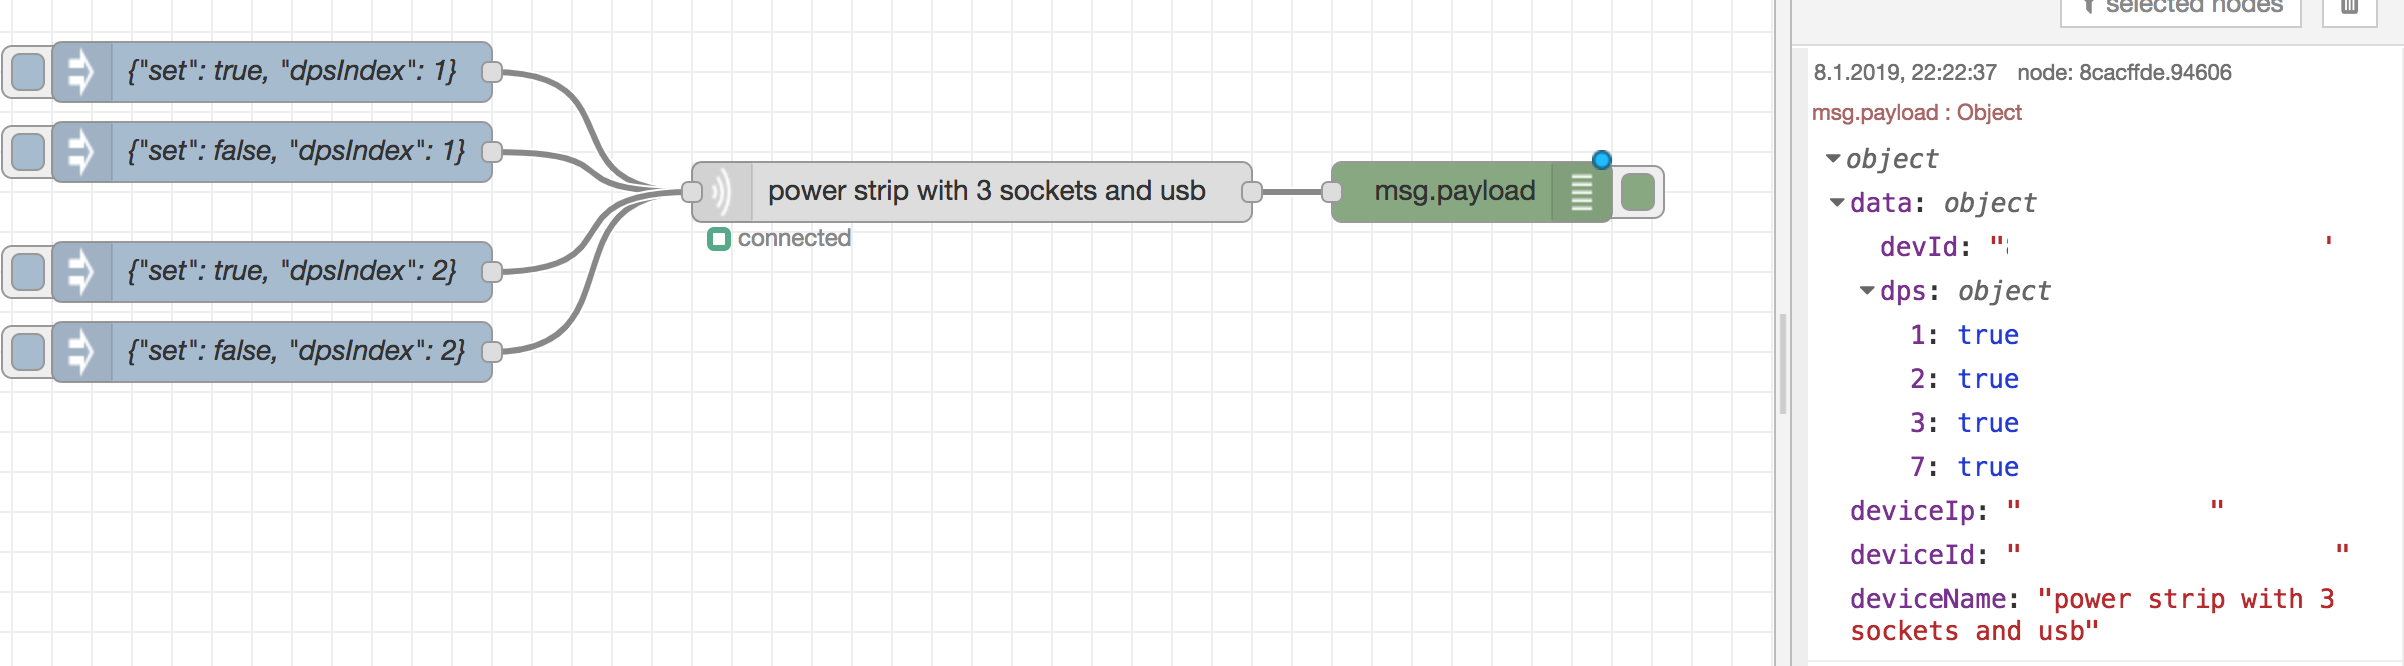 {"set": true, "dpsIndex": 1}
{"set": false, "dpsIndex": 1}
{"set": true, "dpsIndex": 2}
{"set": false, "dpsIndex": 2}
power strip with 3 sockets and usb
connected
msg.payload
selected nodes
8.1.2019, 22:22:37 node: 8cacffde.94606
msg.payload : Object
object
data: object
devId: "
dps: object
1: true
2: true
3: true
7: true
deviceIp: " "
deviceId: " "
deviceName: "power strip with 3
sockets and usb"